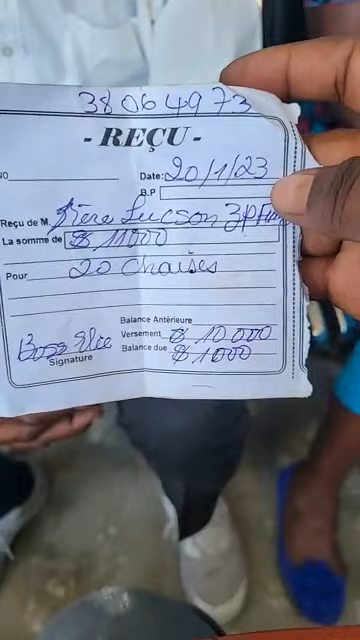 38064973
- REÇU -
NO
Date: 20/1/23
B.P
Reçu de M. Frère Lucson
La somme de $ 11000
Pour 20 chaises
Balance Antérieure
Versement $ 10 000
Balance due $ 1000
Boss
Signature